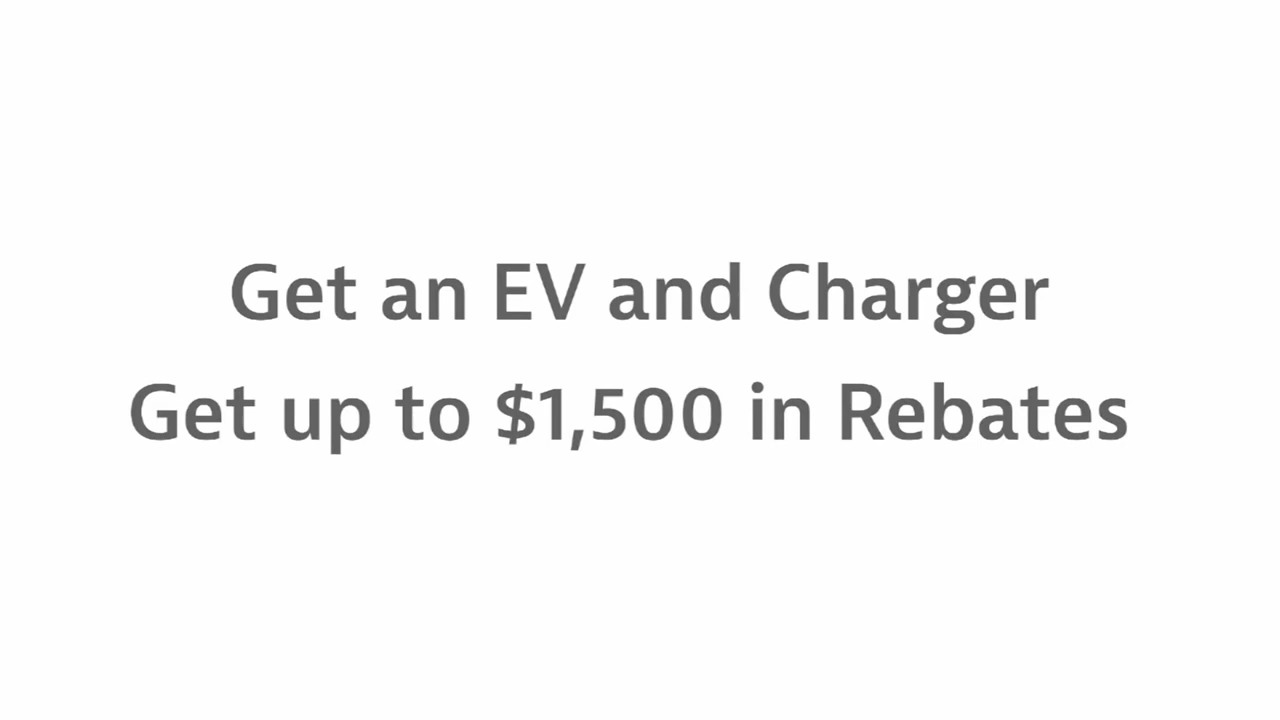 Get an EV and Charger
Get up to $1,500 in Rebates